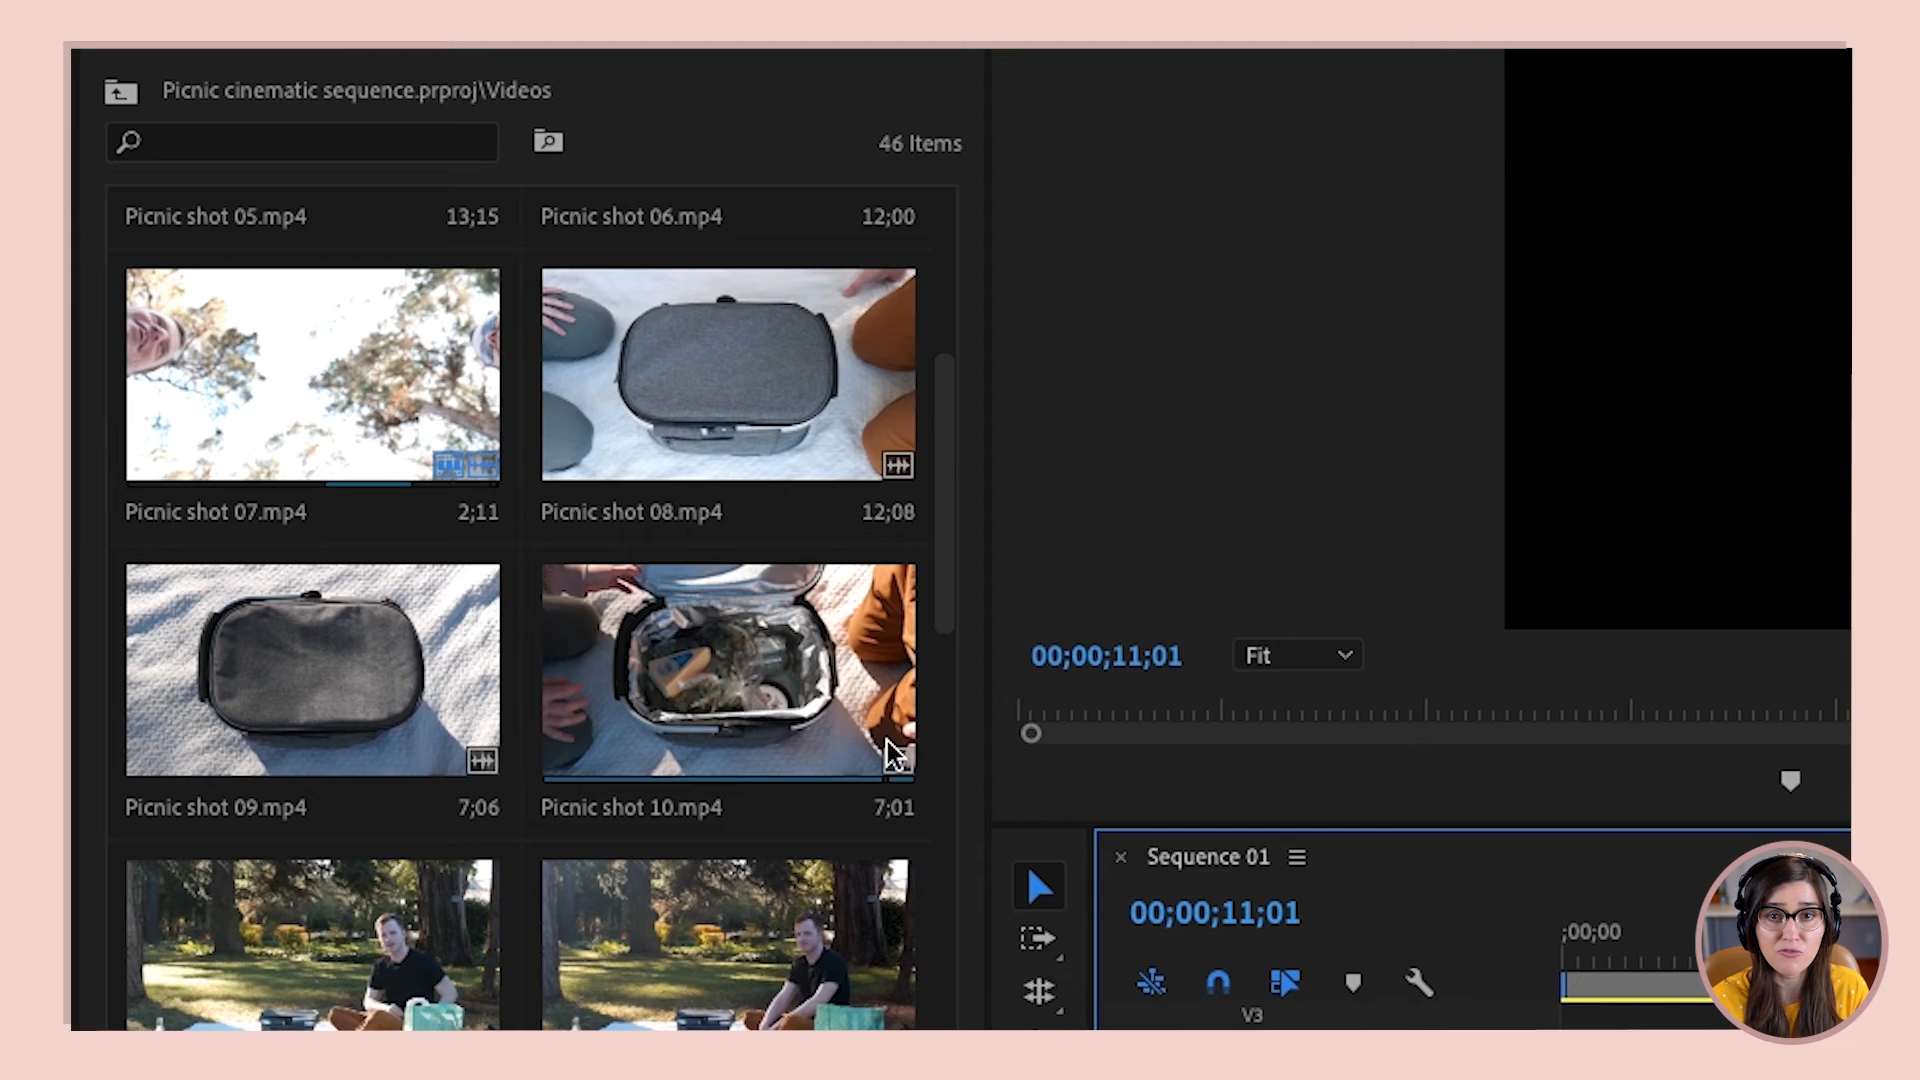 Picnic cinematic sequence.prproj\Videos
46 Items
Picnic shot 05.mp4 13;15 Picnic shot 06.mp4 12;00
Picnic shot 07.mp4 2;11 Picnic shot 08.mp4 12;08
Picnic shot 09.mp4 7;06 Picnic shot 10.mp4 7;01
00;00;11;01 Fit
Sequence 01
00;00;11;01
;00;00
V3